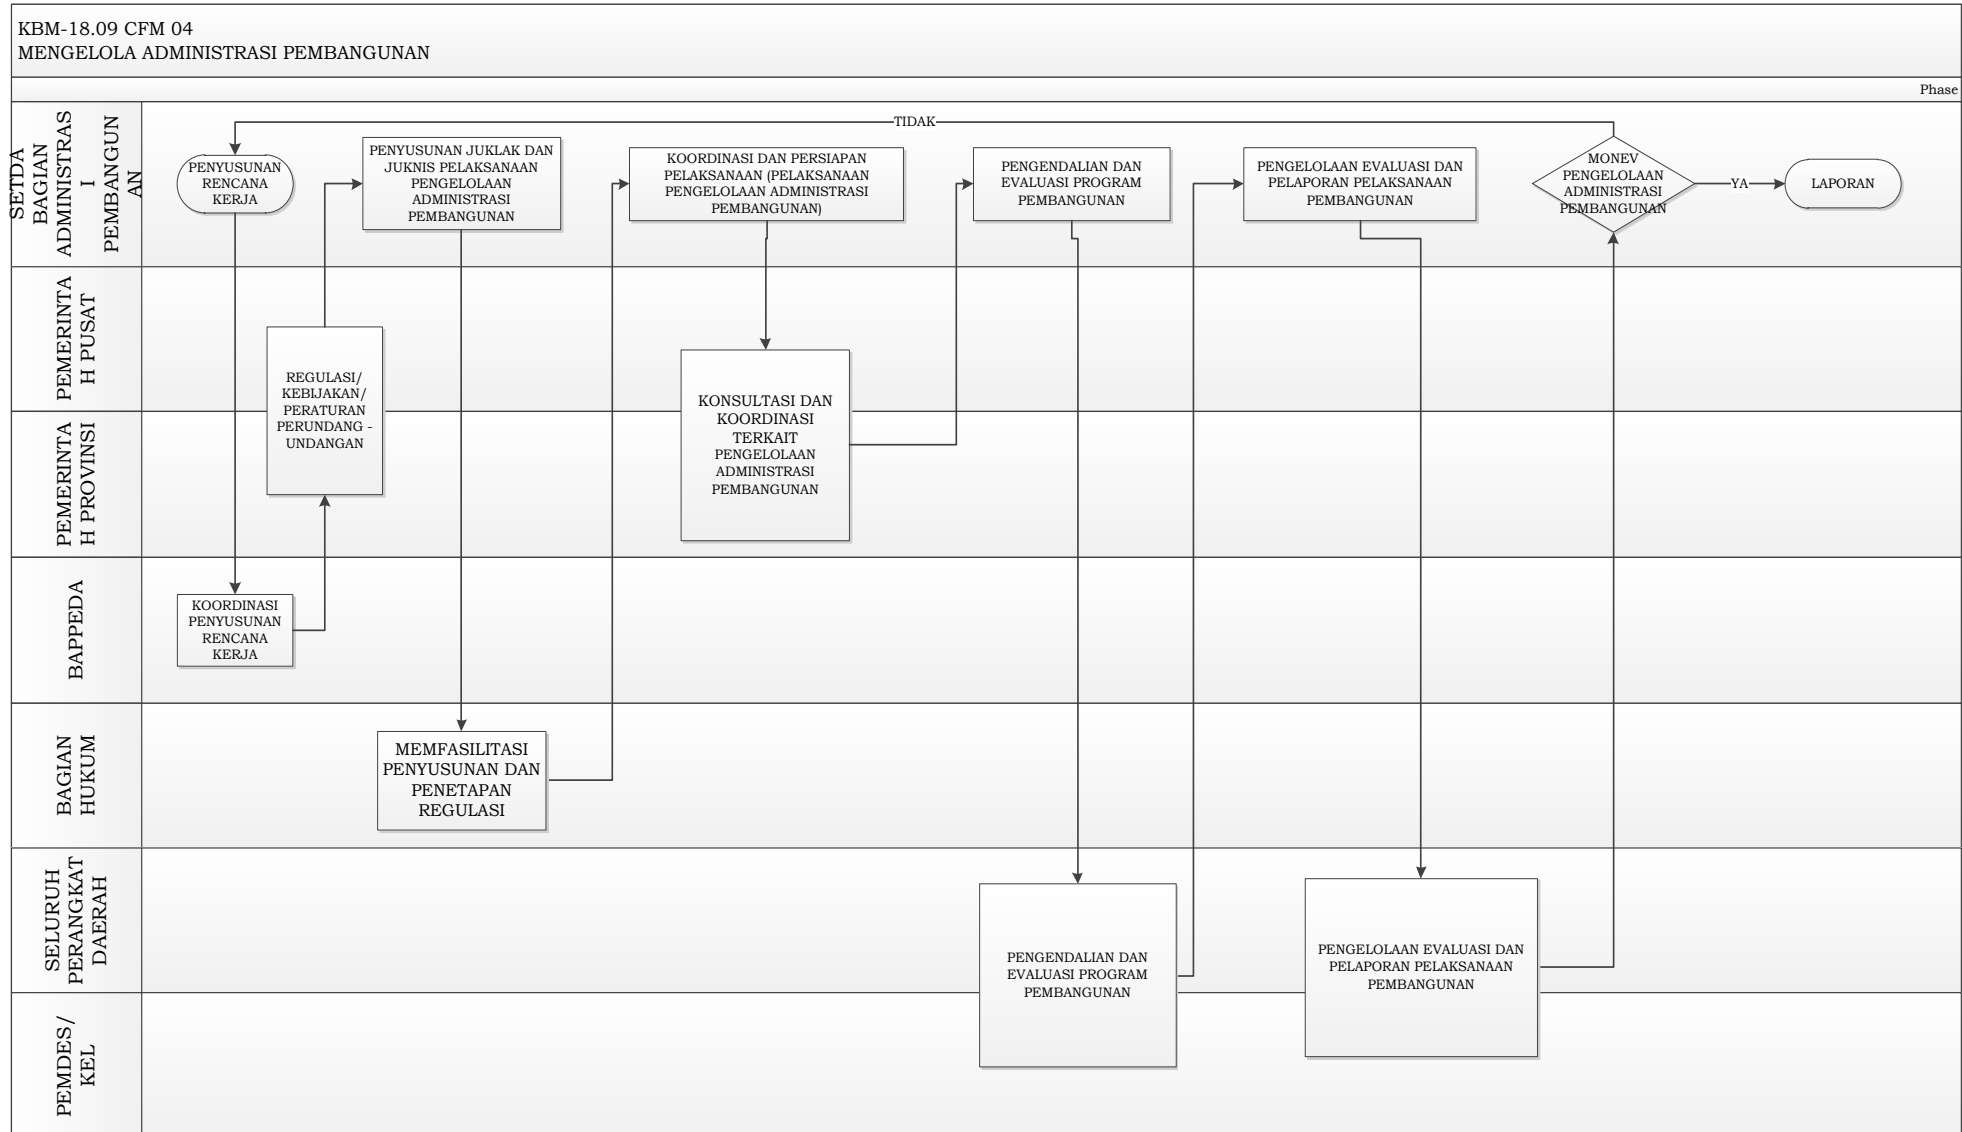 KBM-18.09 CFM 04
MENGELOLA ADMINISTRASI PEMBANGUNAN
Phase
SETDA
BAGIAN
ADMINISTRAS
I
PEMBANGUN
AN
TIDAK
PENYUSUNAN
RENCANA
KERJA
PENYUSUNAN JUKLAK DAN
JUKNIS PELAKSANAAN
PENGELOLAAN
ADMINISTRASI
PEMBANGUNAN
KOORDINASI DAN PERSIAPAN
PELAKSANAAN (PELAKSANAAN
PENGELOLAAN ADMINISTRASI
PEMBANGUNAN)
PENGENDALIAN DAN
EVALUASI PROGRAM
PEMBANGUNAN
PENGELOLAAN EVALUASI DAN
PELAPORAN PELAKSANAAN
PEMBANGUNAN
MONEV
PENGELOLAAN
ADMINISTRASI
PEMBANGUNAN
YA
LAPORAN
PEMERINTA
H PUSAT
REGULASI/
KEBIJAKAN/
PERATURAN
PERUNDANG -
UNDANGAN
KONSULTASI DAN
KOORDINASI
TERKAIT
PENGELOLAAN
ADMINISTRASI
PEMBANGUNAN
PEMERINTA
H PROVINSI
BAPPEDA
KOORDINASI
PENYUSUNAN
RENCANA
KERJA
BAGIAN
HUKUM
MEMFASILITASI
PENYUSUNAN DAN
PENETAPAN
REGULASI
SELURUH
PERANGKAT
DAERAH
PENGENDALIAN DAN
EVALUASI PROGRAM
PEMBANGUNAN
PENGELOLAAN EVALUASI DAN
PELAPORAN PELAKSANAAN
PEMBANGUNAN
PEMDES/
KEL